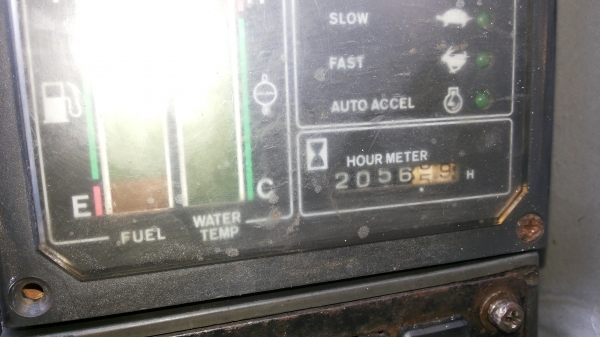 SLOW
FAST
AUTO ACCEL
HOUR METER
2056 H
E
C
FUEL
WATER
TEMP